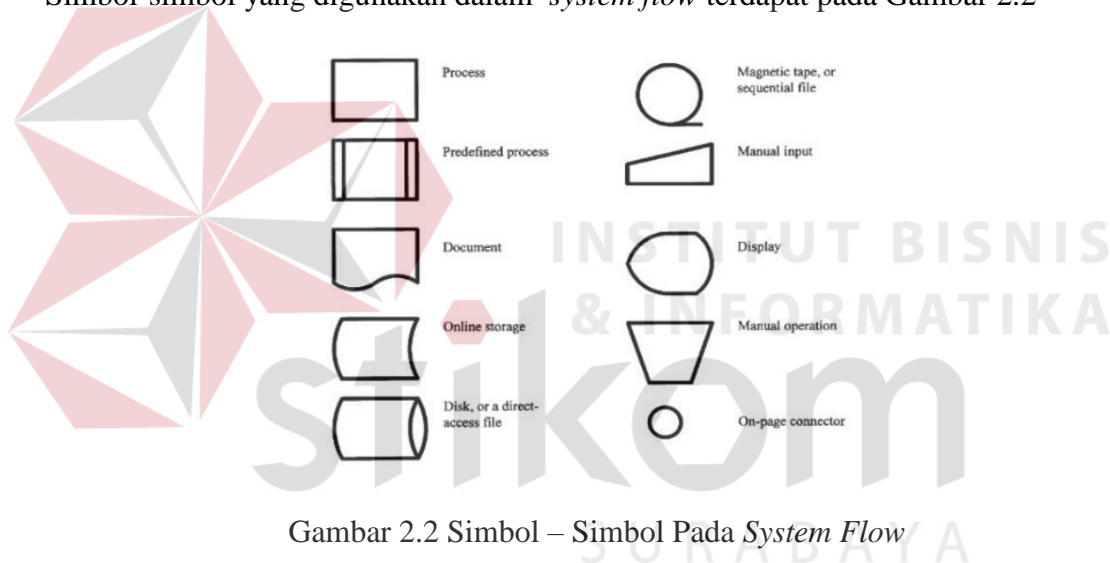 Simbol-simbol yang digunakan dalam system flow terdapat pada Gambar 2.2
Process
Magnetic tape, or
sequential file
Predefined process
Manual input
Document
Display
Online storage
Manual operation
Disk, or a direct-
access file
On-page connector
INSTITUT BISNIS
& INFORMATIKA
stikom
SURABAYA
Gambar 2.2 Simbol – Simbol Pada System Flow